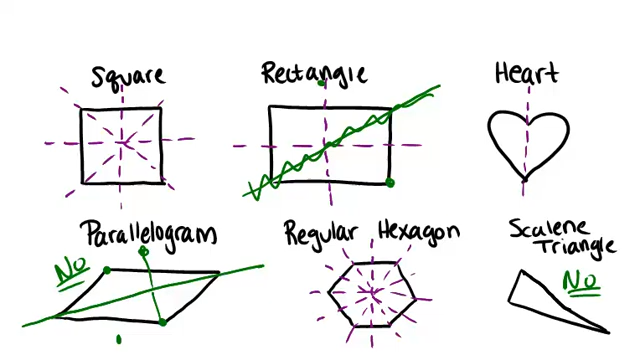 Square
Rectangle
Heart
Parallelogram
Regular Hexagon
Scalene
Triangle
No
No